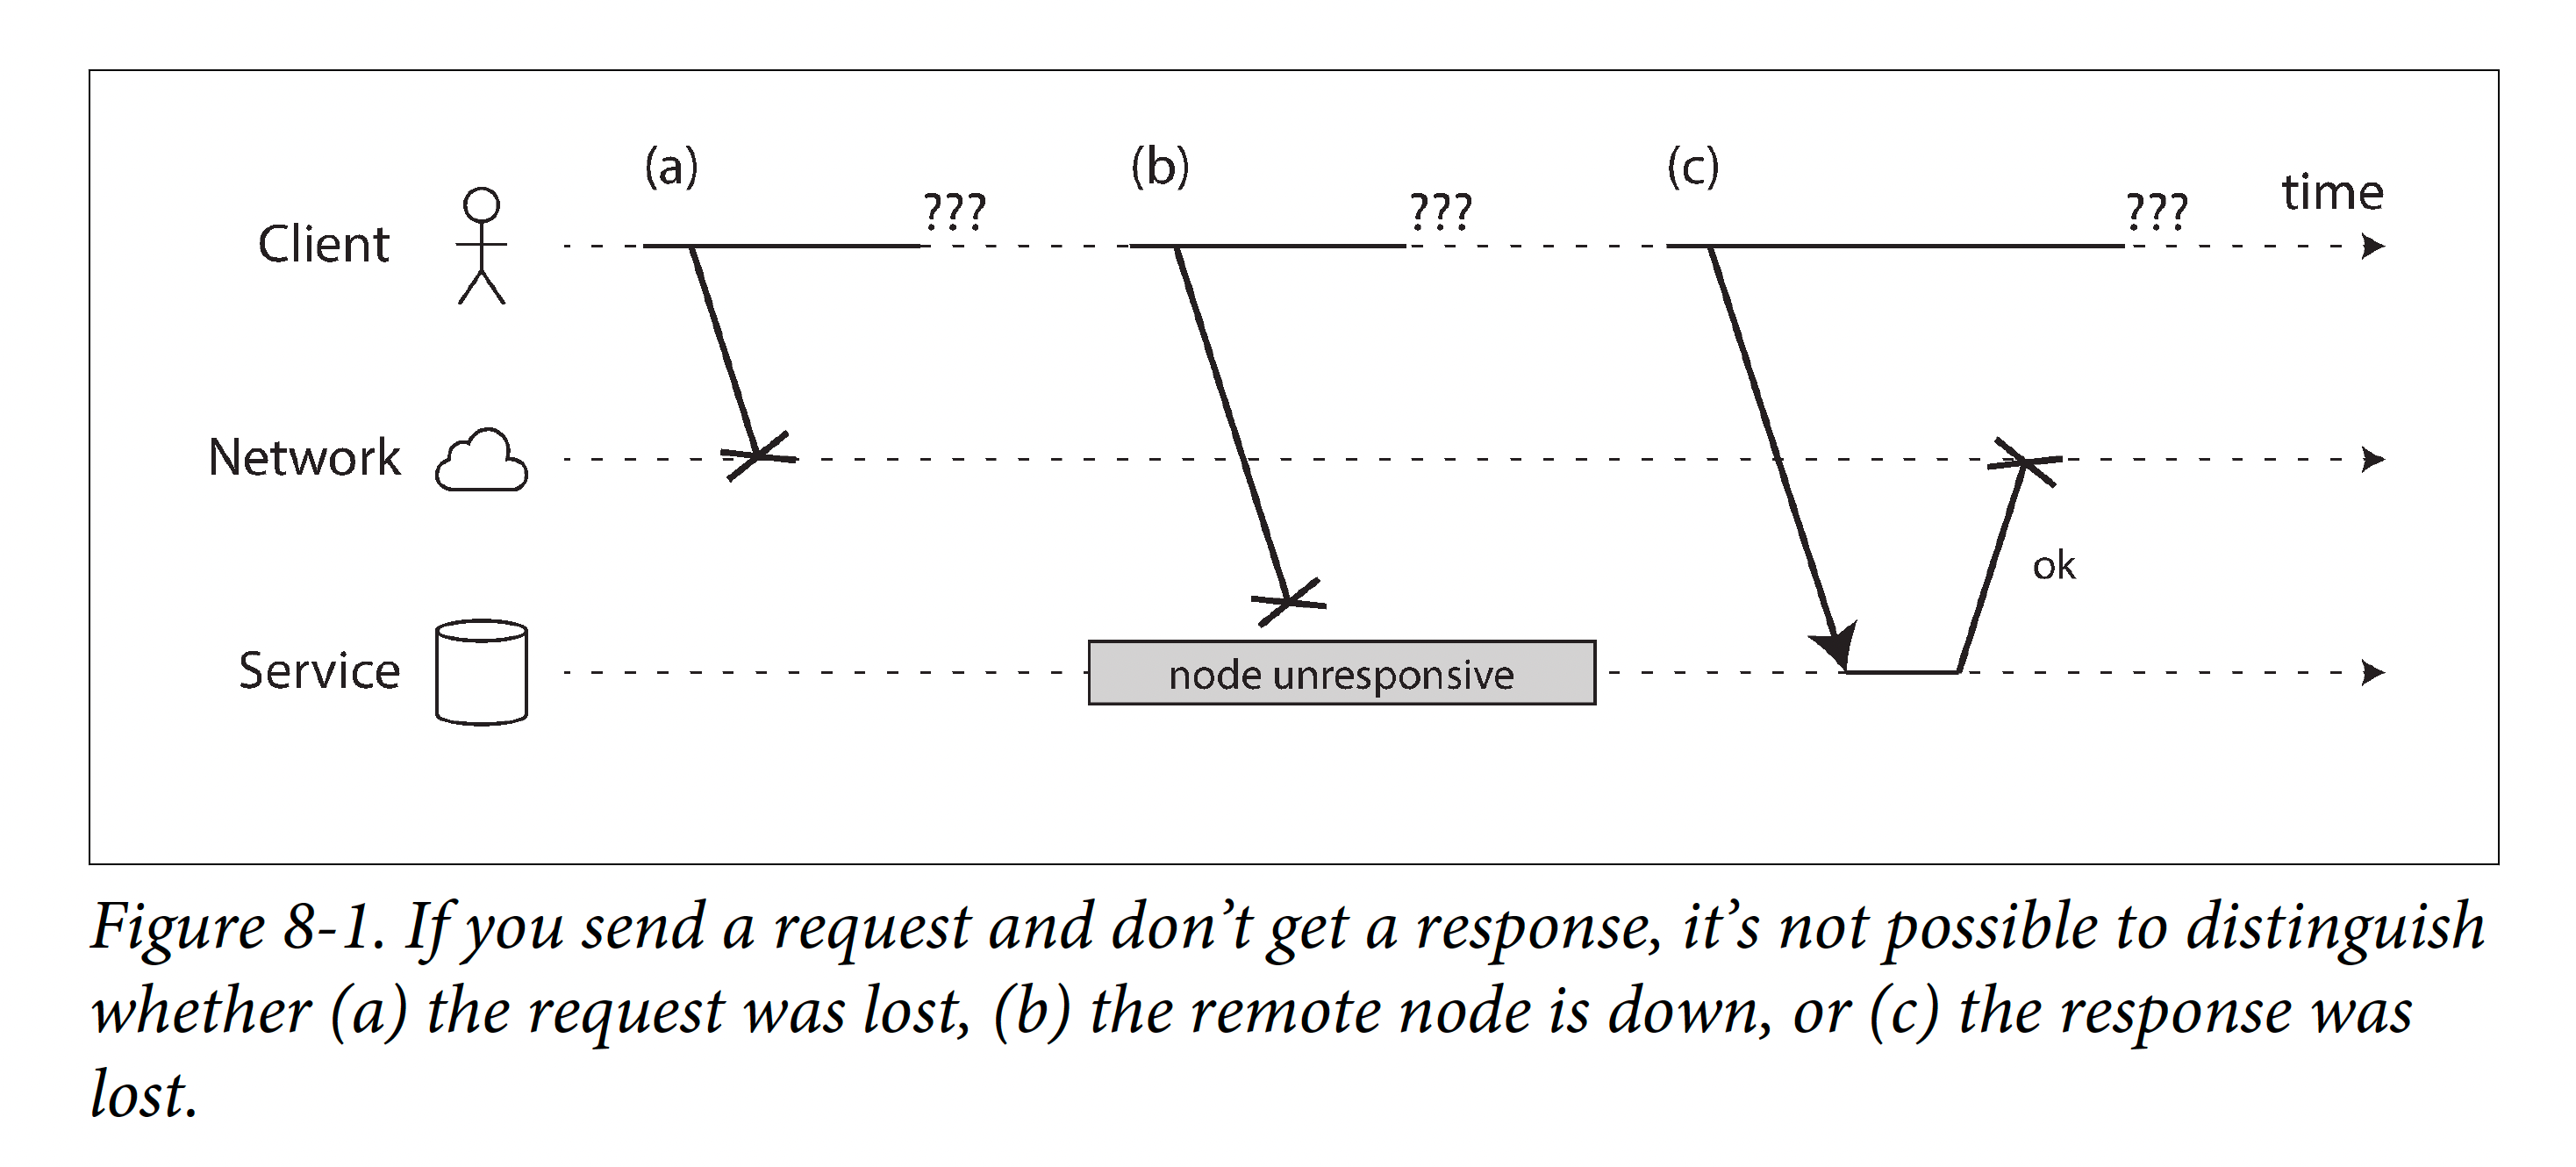 (a) (b) (c)
??? ??? ??? time
Client
Network
ok
Service node unresponsive
Figure 8-1. If you send a request and don’t get a response, it’s not possible to distinguish
whether (a) the request was lost, (b) the remote node is down, or (c) the response was
lost.